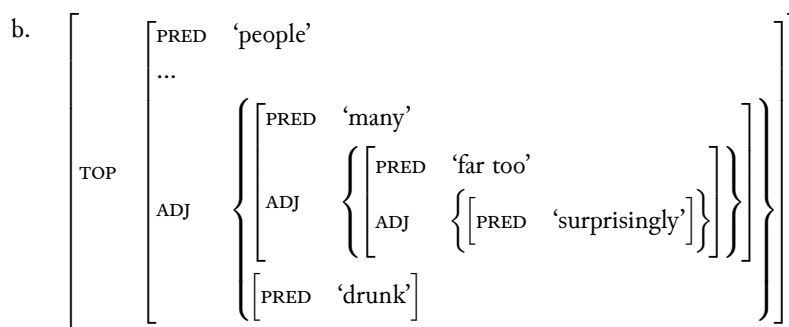 b.
PRED ‘people’
...
PRED ‘many’
PRED ‘far too’
TOP ADJ ADJ ADJ { [PRED ‘surprisingly’] }
[PRED ‘drunk’]